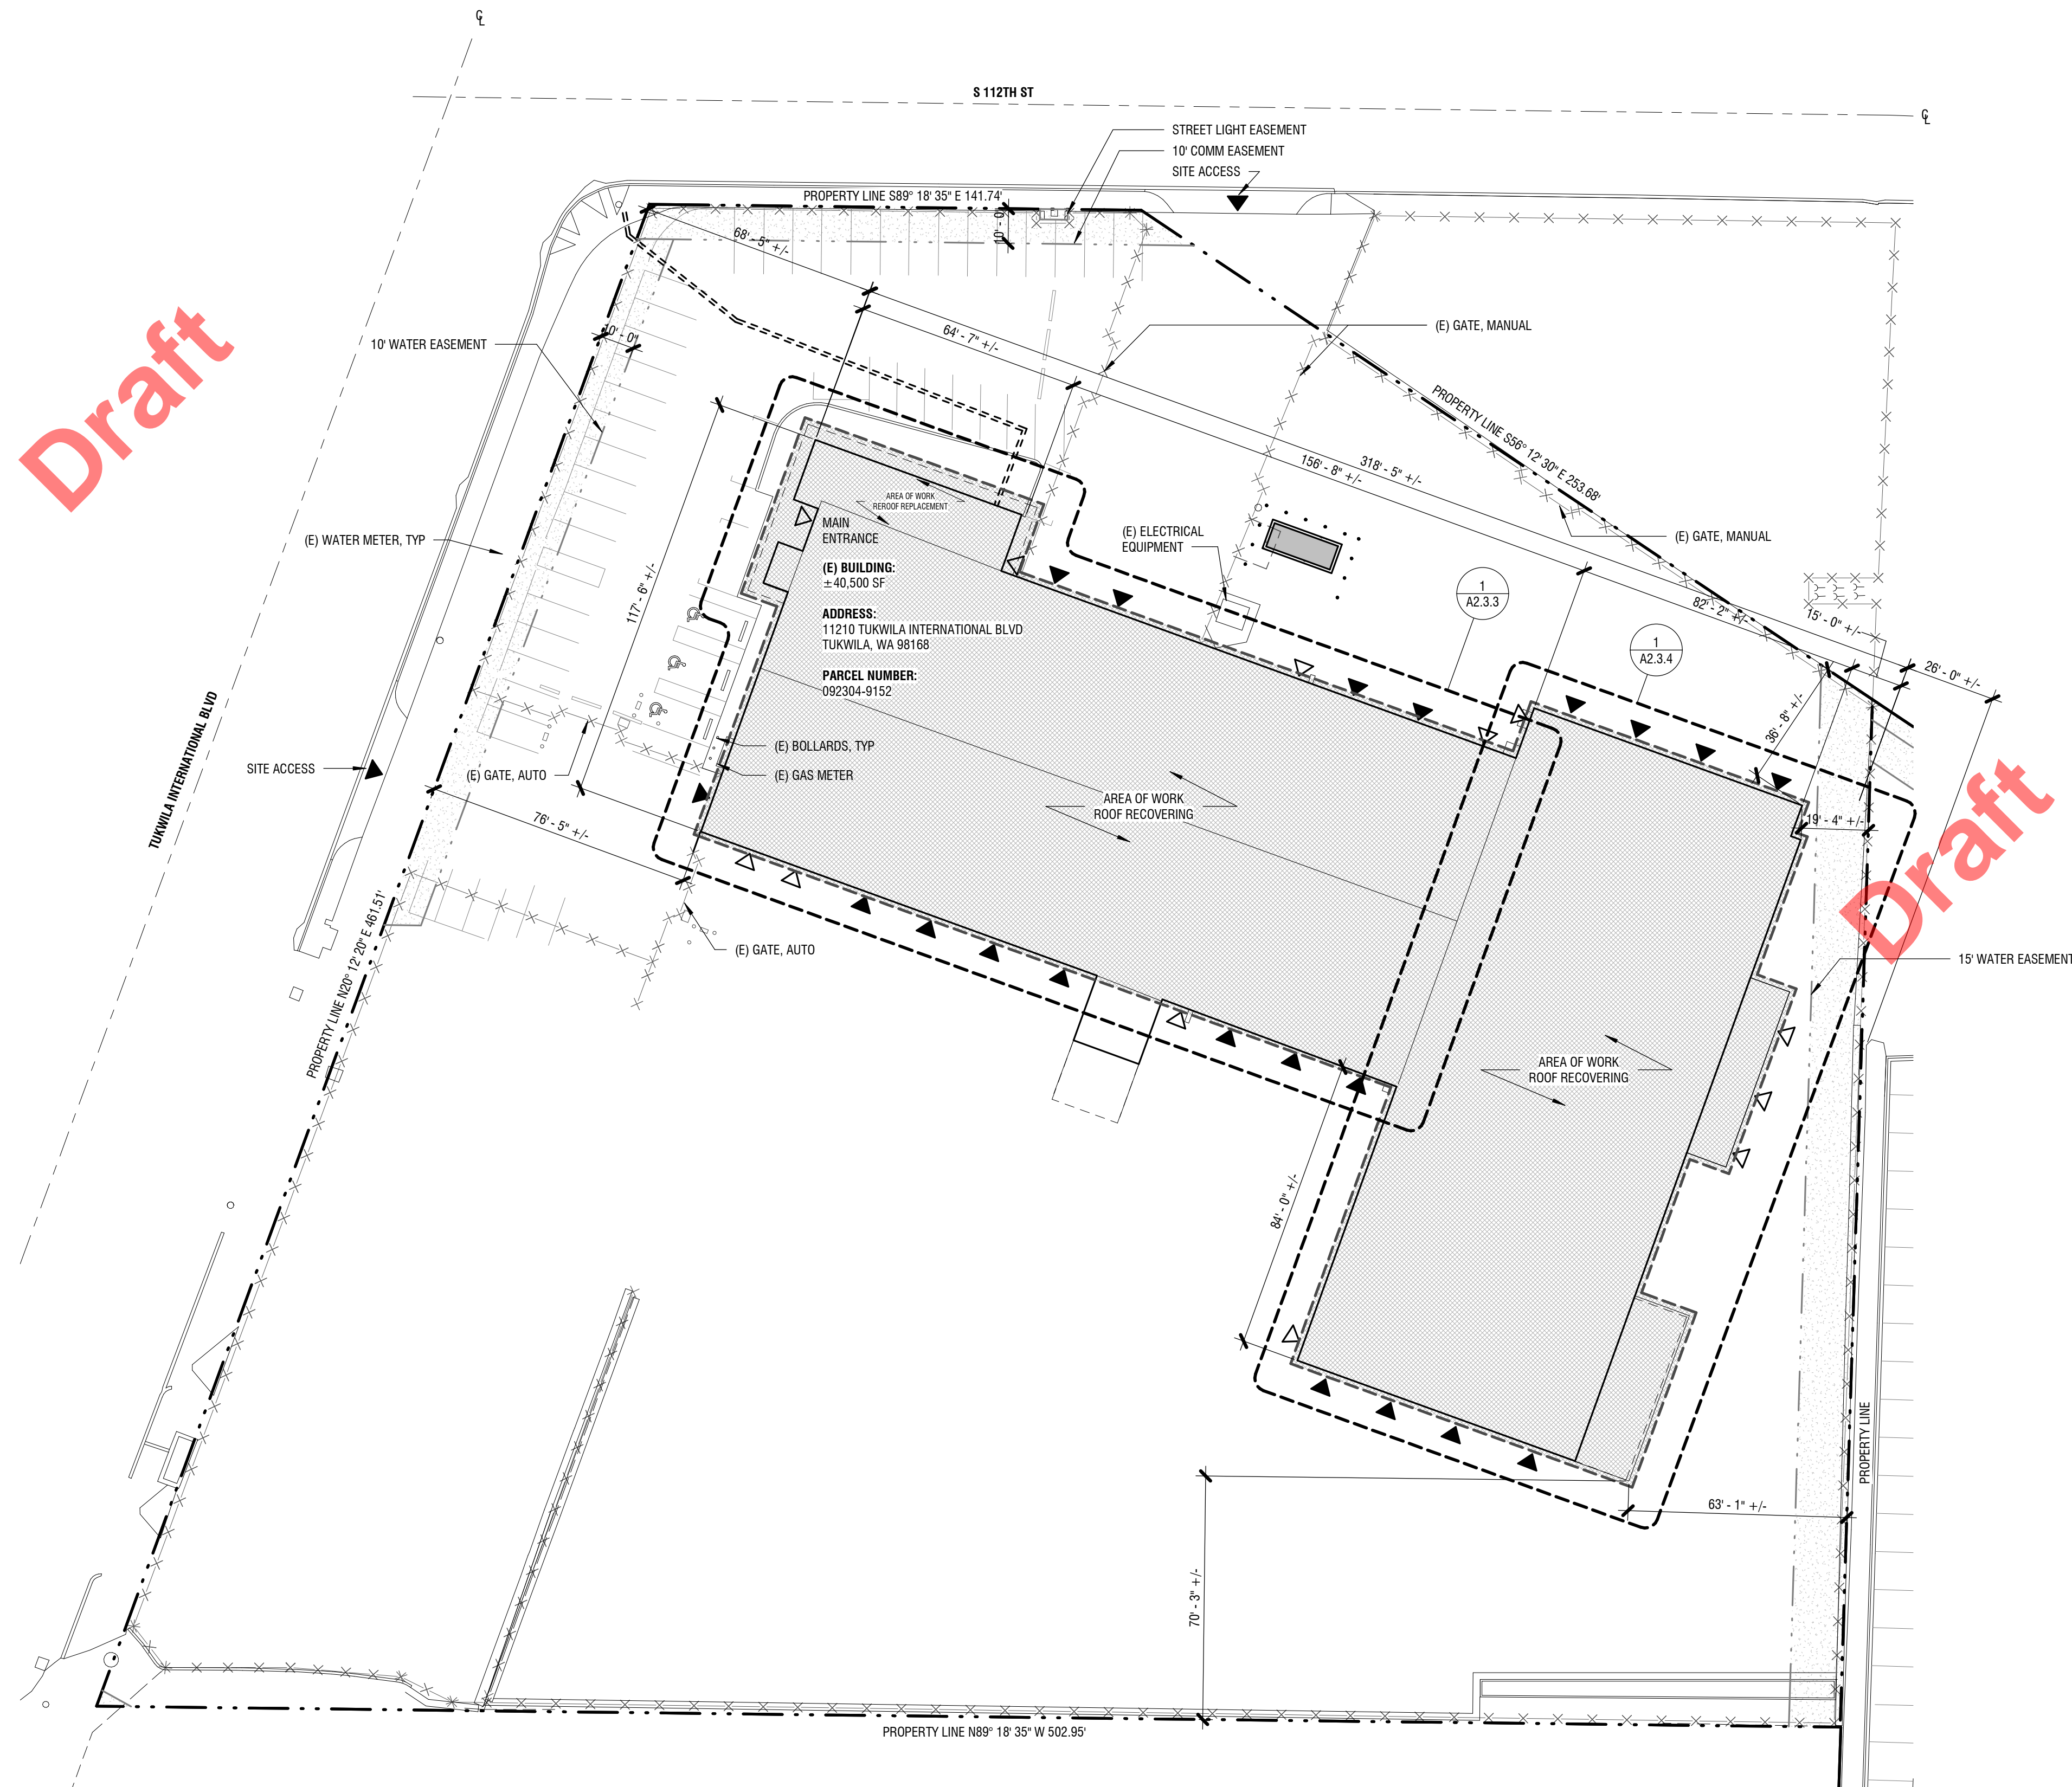 S 112TH ST
STREET LIGHT EASEMENT
10' COMM EASEMENT
SITE ACCESS
PROPERTY LINE S89° 18' 35" E 141.74'
10' - 0"
68' - 5" +/-
10' WATER EASEMENT
10' - 0"
64' - 7" +/-
(E) GATE, MANUAL
PROPERTY LINE S56° 12' 30" E 253.68'
318' - 5" +/-
156' - 8" +/-
Draft
(E) WATER METER, TYP
AREA OF WORK
REROOF REPLACEMENT
MAIN
ENTRANCE
(E) BUILDING:
±40,500 SF
ADDRESS:
11210 TUKWILA INTERNATIONAL BLVD
TUKWILA, WA 98168
PARCEL NUMBER:
092304-9152
(E) ELECTRICAL
EQUIPMENT
(E) GATE, MANUAL
1
A2.3.3
1
A2.3.4
82' - 2" +/-
15' - 0" +/-
26' - 0" +/-
36' - 8" +/-
117' - 6" +/-
TUKWILA INTERNATIONAL BLVD
SITE ACCESS
(E) GATE, AUTO
(E) BOLLARDS, TYP
(E) GAS METER
76' - 5" +/-
AREA OF WORK
ROOF RECOVERING
19' - 4" +/-
Draft
15' WATER EASEMENT
(E) GATE, AUTO
PROPERTY LINE N20° 12' 20" E 461.51'
AREA OF WORK
ROOF RECOVERING
84' - 0" +/-
PROPERTY LINE
63' - 1" +/-
70' - 3" +/-
PROPERTY LINE N89° 18' 35" W 502.95'